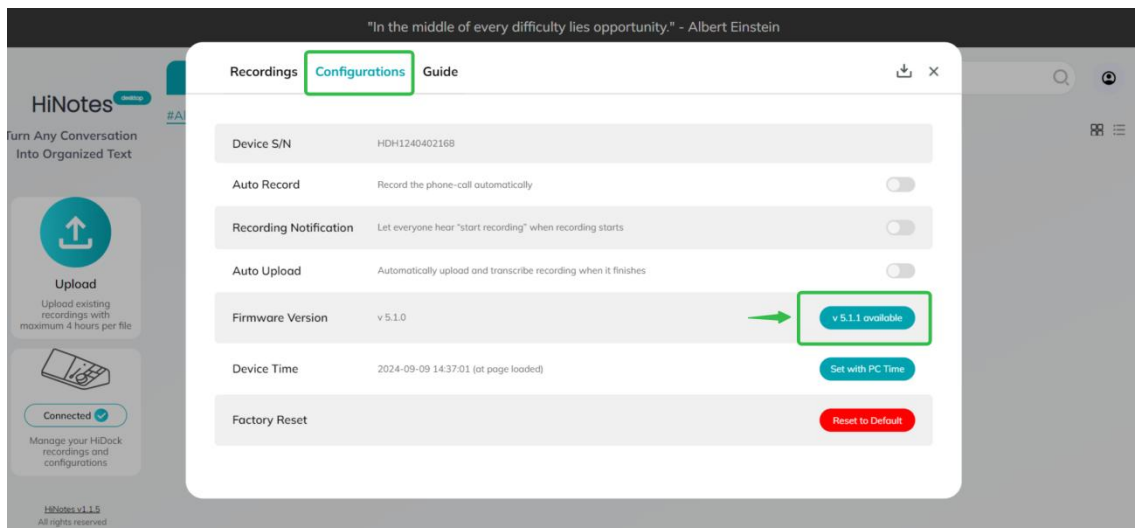 "In the middle of every difficulty lies opportunity." - Albert Einstein
Recordings Configurations Guide
HiNotes desktop
#Al
Turn Any Conversation
Into Organized Text
Device S/N HDH1240402168
Auto Record Record the phone-call automatically
Recording Notification Let everyone hear "start recording" when recording starts
Auto Upload Automatically upload and transcribe recording when it finishes
Firmware Version v 5.1.0 v 5.1.1 available
Device Time 2024-09-09 14:37:01 (at page loaded) Set with PC Time
Factory Reset Reset to Default
Upload
Upload existing
recordings with
maximum 4 hours per file
Connected
Manage your HiDock
recordings and
configurations
HiNotes v1.1.5
All rights reserved